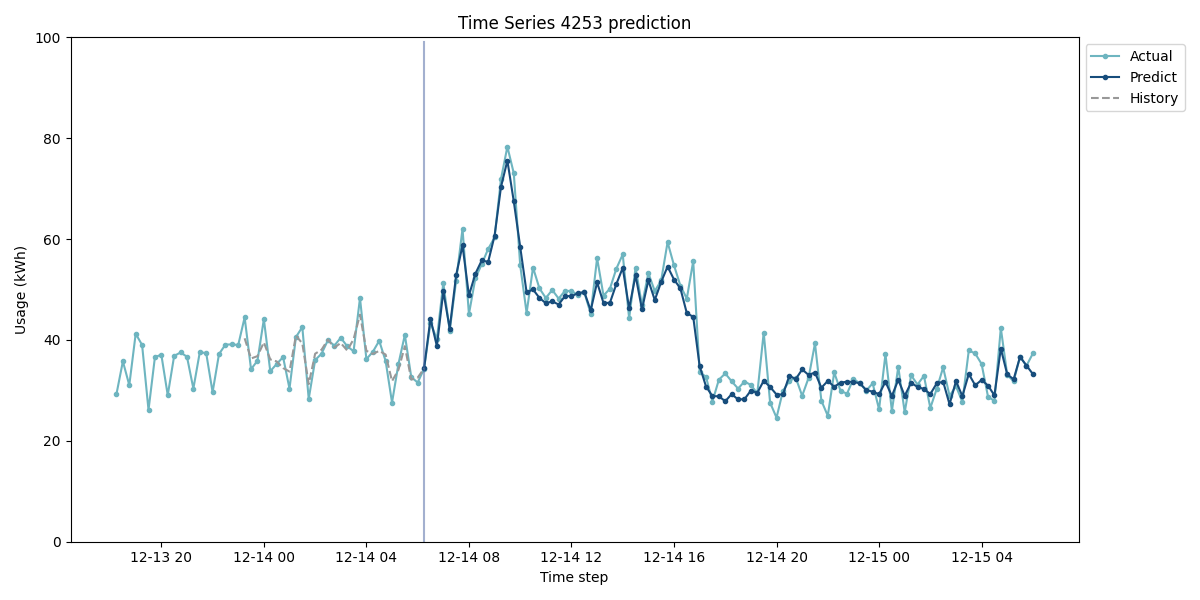 Time Series 4253 prediction
100
80
60
40
20
0
Usage (kWh)
12-13 20
12-14 00
12-14 04
12-14 08
12-14 12
12-14 16
12-14 20
12-15 00
12-15 04
Time step
Actual
Predict
History